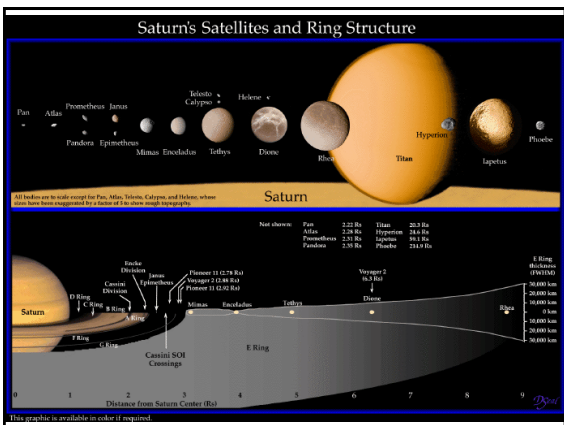 Saturn's Satellites and Ring Structure
Pan
Atlas
Prometheus
Janus
Pandora
Epimetheus
Mimas
Enceladus
Telesto
Calypso
Tethys
Helene
Dione
Rhea
Titan
Hyperion
Iapetus
Phoebe
All bodies are to scale except for Pan, Atlas, Telesto, Calypso, and Helene, whose
sizes have been exaggerated by a factor of 5 to show rough topography.
Saturn
Not shown:
Pan 2.22 Rs Titan 20.3 Rs
Atlas 2.28 Rs Hyperion 24.6 Rs
Prometheus 2.31 Rs Iapetus 59.1 Rs
Pandora 2.35 Rs Phoebe 214.9 Rs
E Ring
thickness
(FWHM)
30,000 km
20,000 km
10,000 km
0 km
10,000 km
20,000 km
30,000 km
Saturn
D Ring
C Ring
B Ring
Cassini
Division
A Ring
Encke
Division
Janus
Epimetheus
F Ring
G Ring
Pioneer 11 (2.78 Rs)
Voyager 2 (2.86 Rs)
Pioneer 11 (2.92 Rs)
Cassini SOI
Crossings
Mimas
Enceladus
Tethys
Voyager 2
(6.3 Rs)
Dione
Rhea
E Ring
0 1 2 3 4 5 6 7 8 9
Distance from Saturn Center (Rs)
This graphic is available in color if required.